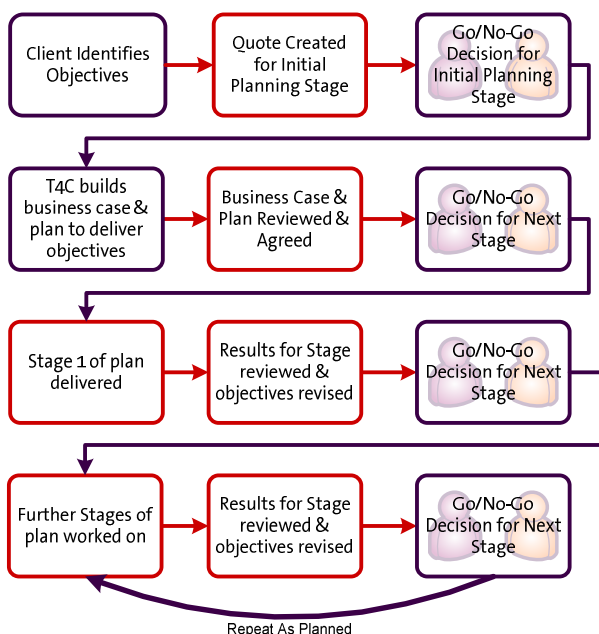 Client Identifies
Objectives
Quote Created
for Initial
Planning Stage
Go/No-Go
Decision for
Initial Planning
Stage
T4C builds
business case &
plan to deliver
objectives
Business Case &
Plan Reviewed &
Agreed
Go/No-Go
Decision for Next
Stage
Stage 1 of plan
delivered
Results for Stage
reviewed &
objectives revised
Go/No-Go
Decision for Next
Stage
Further Stages of
plan worked on
Results for Stage
reviewed &
objectives revised
Go/No-Go
Decision for Next
Stage
Repeat As Planned